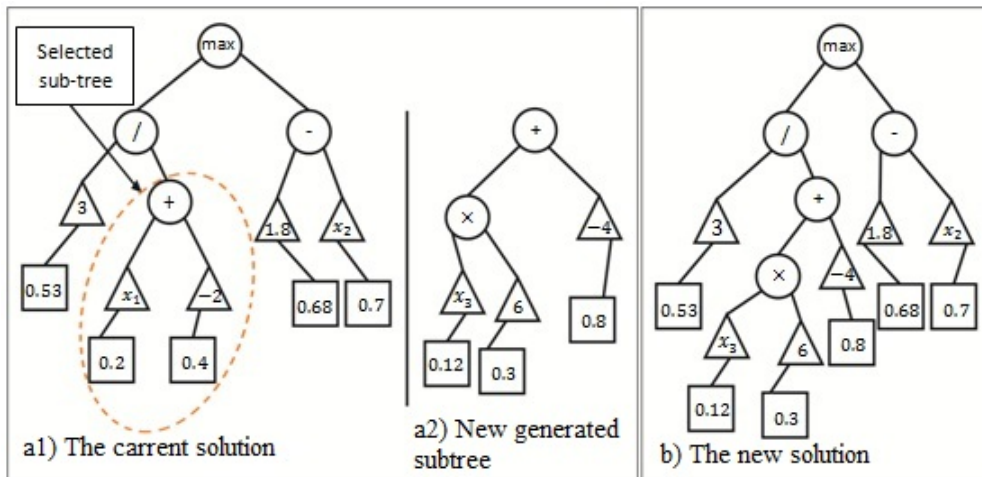 Selected
sub-tree
max
/
-
3
+
1.8
x₂
0.53
x₁
−2
0.68
0.7
0.2
0.4
a1) The carrent solution
+
×
−4
x₃
6
0.8
0.12
0.3
a2) New generated
subtree
max
/
-
3
+
1.8
x₂
0.53
×
−4
0.68
0.7
x₃
6
0.8
0.12
0.3
b) The new solution